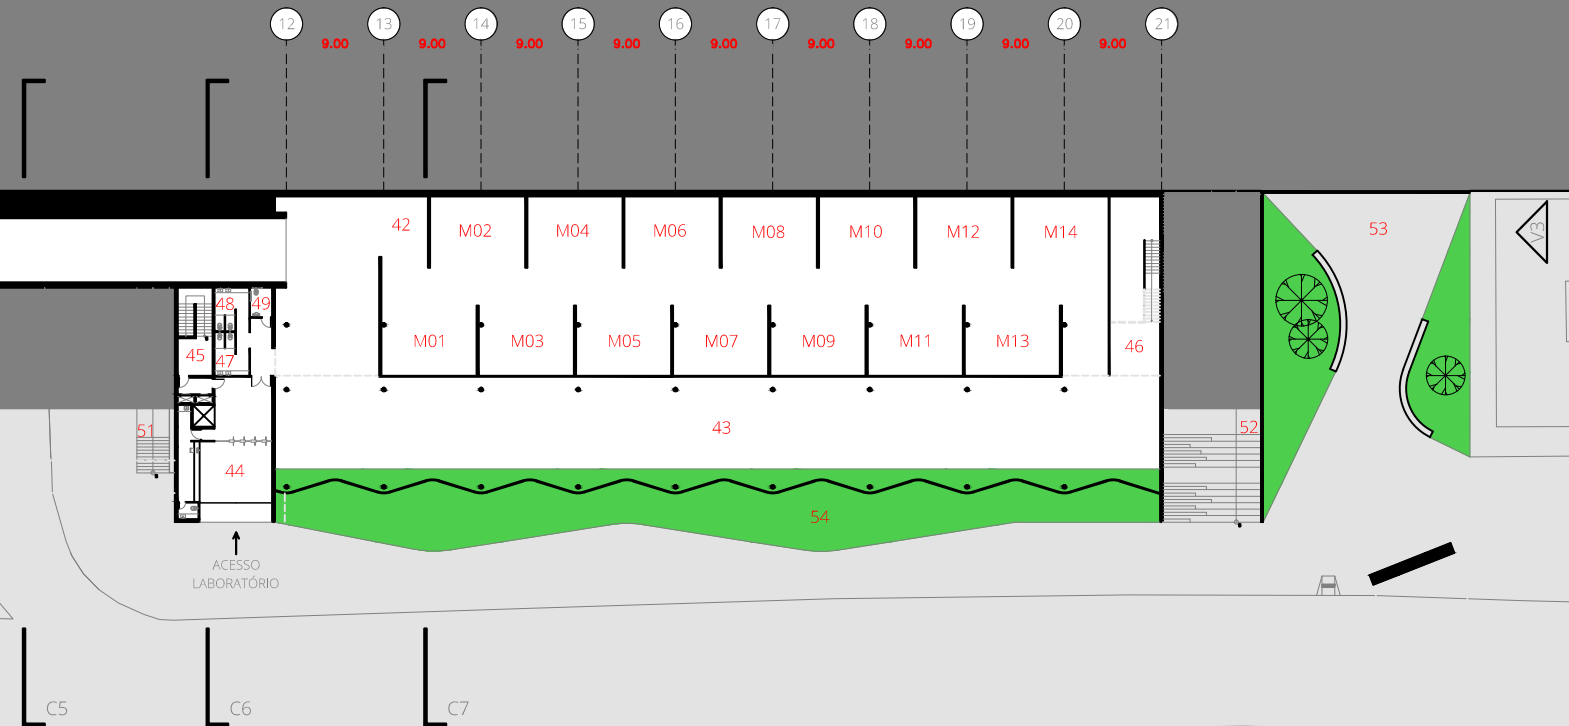 12 13 14 15 16 17 18 19 20 21
9.00 9.00 9.00 9.00 9.00 9.00 9.00 9.00 9.00
42 M02 M04 M06 M08 M10 M12 M14 53
V3
48 49
45 47 M01 M03 M05 M07 M09 M11 M13 46
51 43 52
44
54
ACESSO
LABORATÓRIO
C5 C6 C7